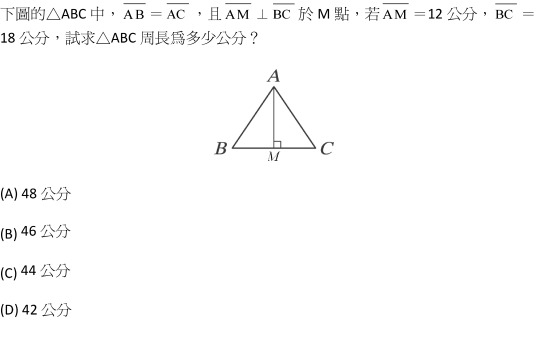 下圖的△ABC 中， AB＝AC ，且 AM ⊥ BC 於 M 點，若 AM ＝12 公分， BC ＝
18 公分，試求△ABC 周長為多少公分？
A
B
M
C
(A) 48 公分
(B) 46 公分
(C) 44 公分
(D) 42 公分